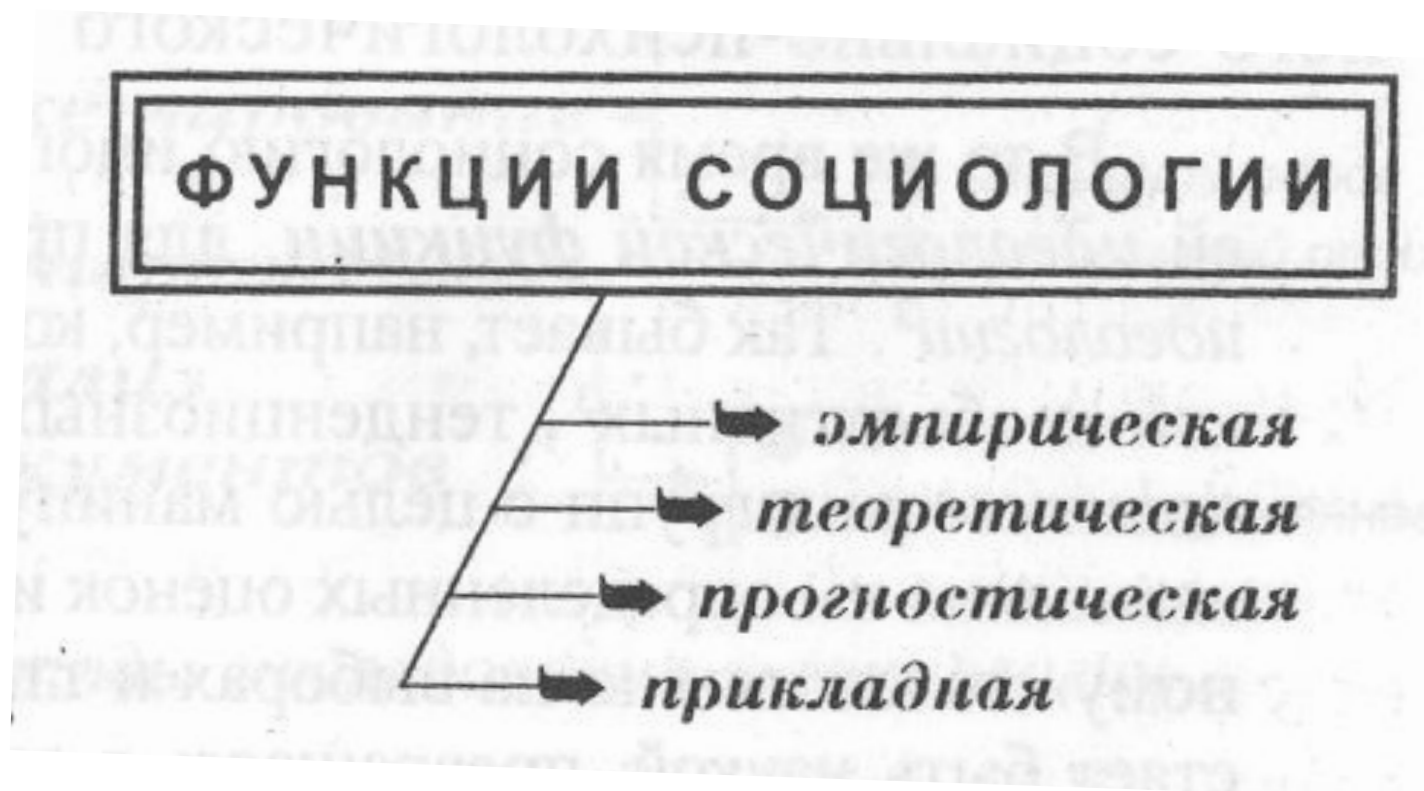 ФУНКЦИИ СОЦИОЛОГИИ
эмпирическая
теоретическая
прогностическая
прикладная